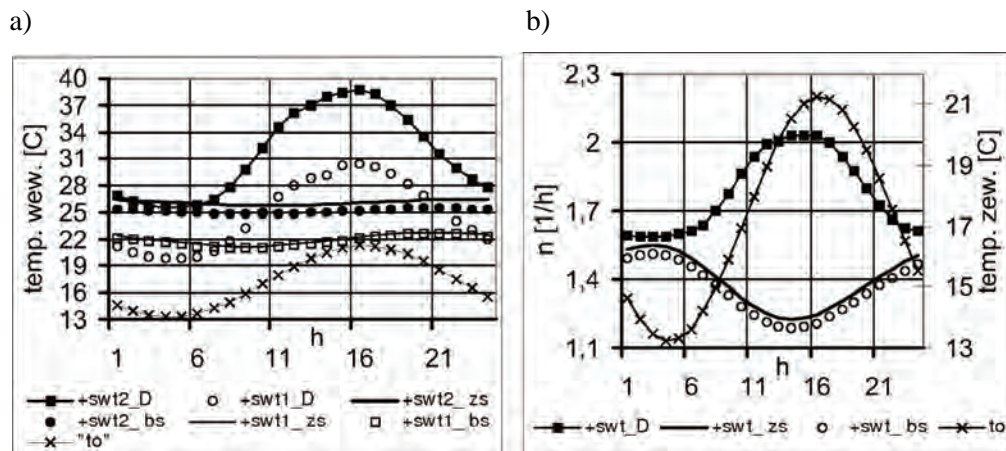 a)
b)
temp. wew. [C]
40
37
34
31
28
25
22
19
16
13
1 6 11 16 21
h
+swt2_D +swt1_D +swt2_zs
+swt2_bs +swt1_zs +swt1_bs
"to"
n [1/h]
2,3
2
1,7
1,4
1,1
1 6 11 16 21
h
temp. zew. [C]
21
19
17
15
13
+swt_D +swt_zs +swt_bs to